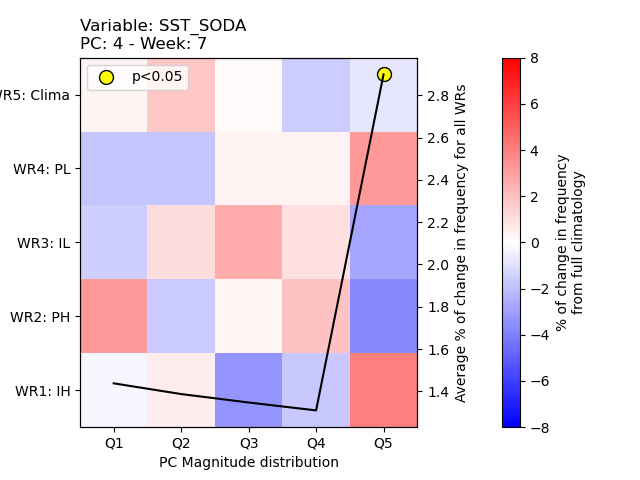 Variable: SST_SODA
PC: 4 - Week: 7
p<0.05
WR5: Clima
WR4: PL
WR3: IL
WR2: PH
WR1: IH
Q1 Q2 Q3 Q4 Q5
PC Magnitude distribution
2.8
2.6
2.4
2.2
2.0
1.8
1.6
1.4
Average % of change in frequency for all WRs
8
6
4
2
0
−2
−4
−6
−8
% of change in frequency
from full climatology